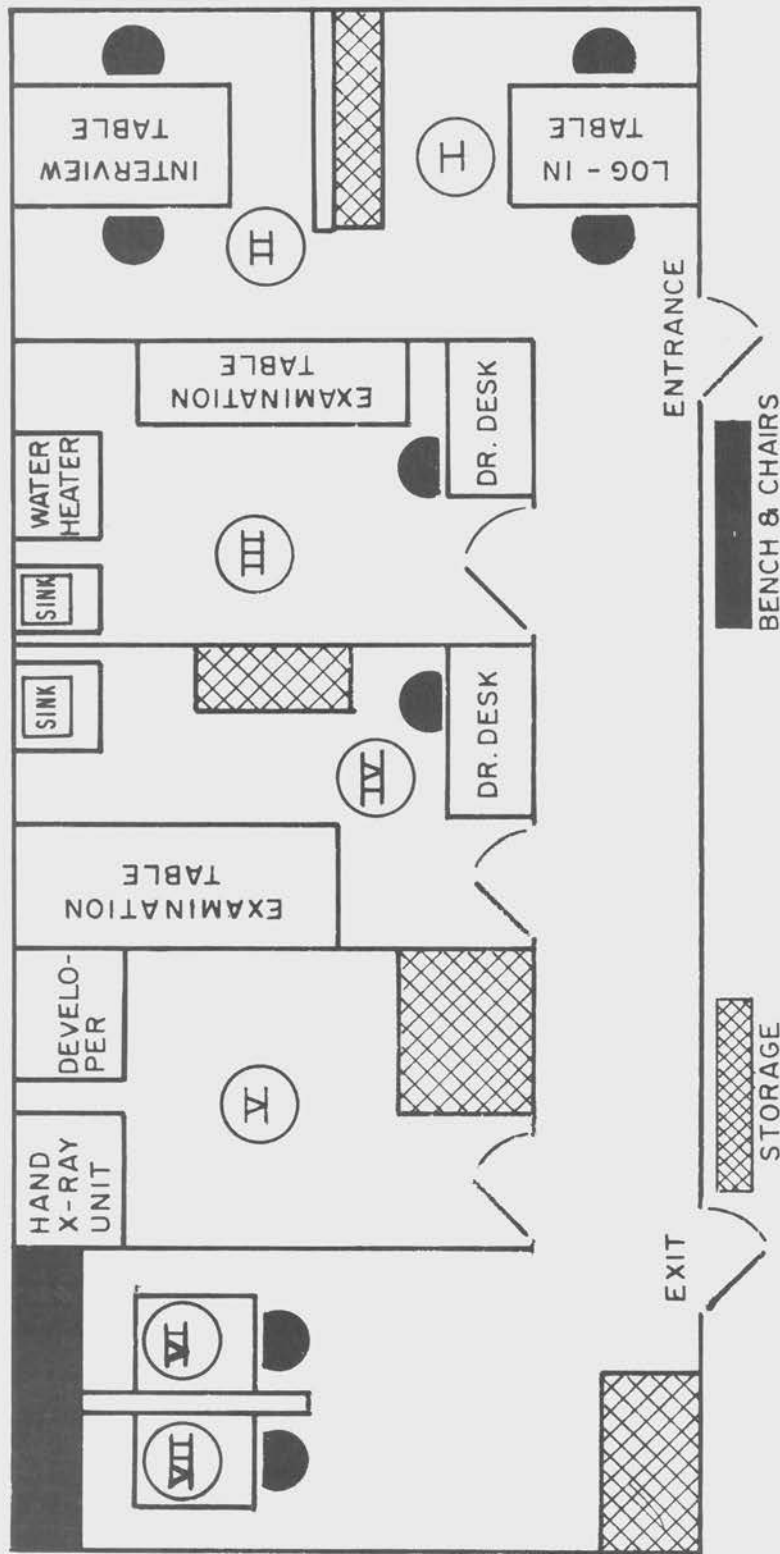 INTERVIEW
TABLE
II
I
LOG-IN
TABLE
EXAMINATION
TABLE
DR. DESK
WATER
HEATER
SINK
III
ENTRANCE
BENCH & CHAIRS
SINK
IV
DR. DESK
EXAMINATION
TABLE
DEVELO-
PER
V
HAND
X-RAY
UNIT
STORAGE
EXIT
VI
VII